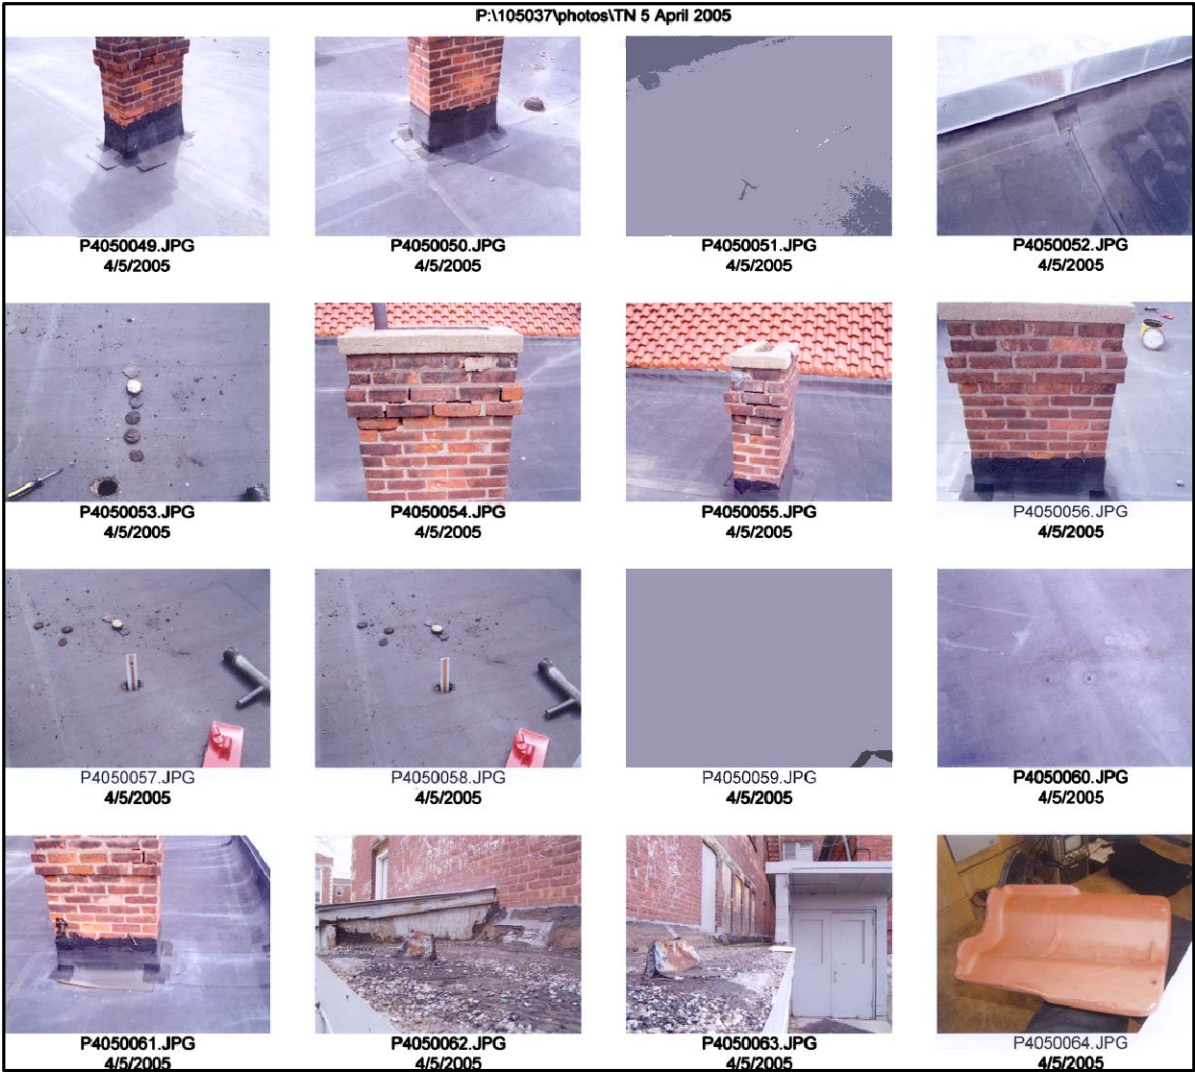 P:\105037\photos\TN 5 April 2005
P4050049.JPG
4/5/2005
P4050050.JPG
4/5/2005
P4050051.JPG
4/5/2005
P4050052.JPG
4/5/2005
P4050053.JPG
4/5/2005
P4050054.JPG
4/5/2005
P4050055.JPG
4/5/2005
P4050056.JPG
4/5/2005
P4050057.JPG
4/5/2005
P4050058.JPG
4/5/2005
P4050059.JPG
4/5/2005
P4050060.JPG
4/5/2005
P4050061.JPG
4/5/2005
P4050062.JPG
4/5/2005
P4050063.JPG
4/5/2005
P4050064.JPG
4/5/2005